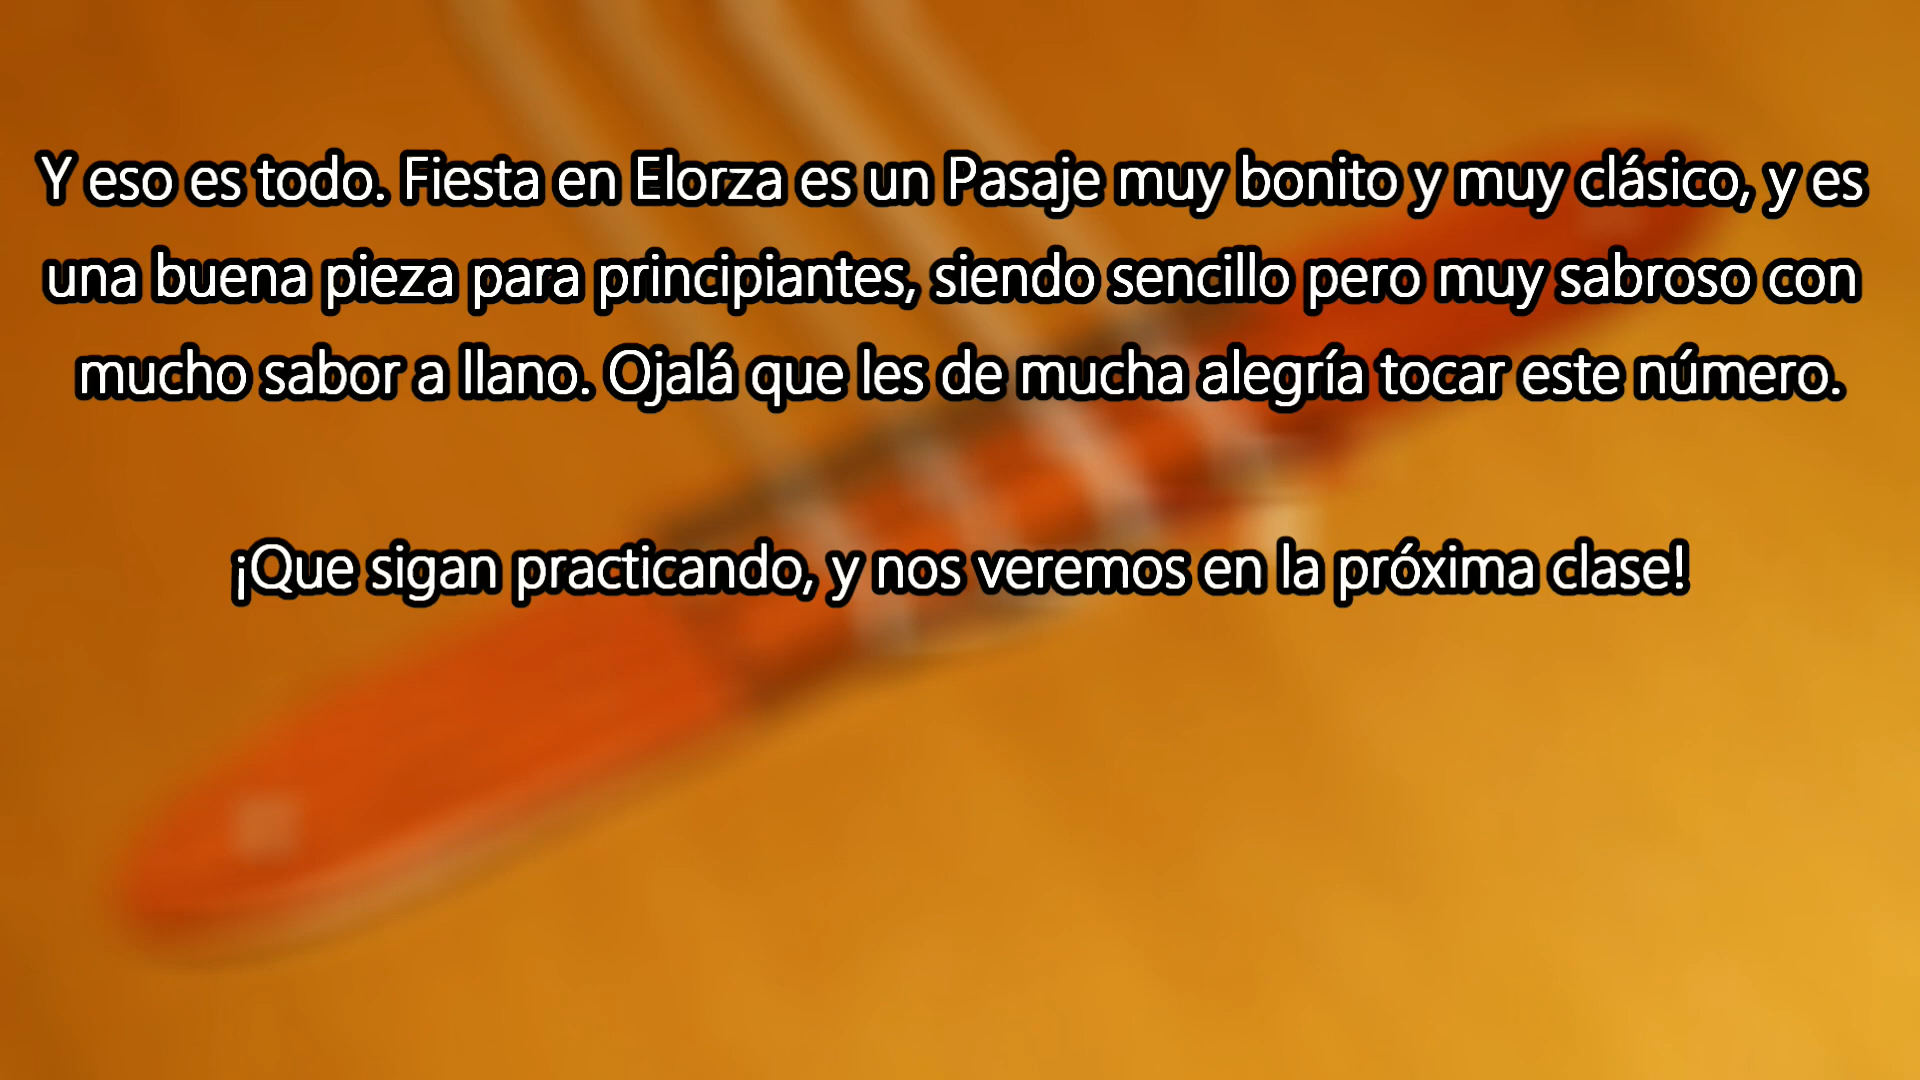 Y eso es todo. Fiesta en Elorza es un Pasaje muy bonito y muy clásico, y es
una buena pieza para principiantes, siendo sencillo pero muy sabroso con
mucho sabor a llano. Ojalá que les de mucha alegría tocar este número.
¡Que sigan practicando, y nos veremos en la próxima clase!